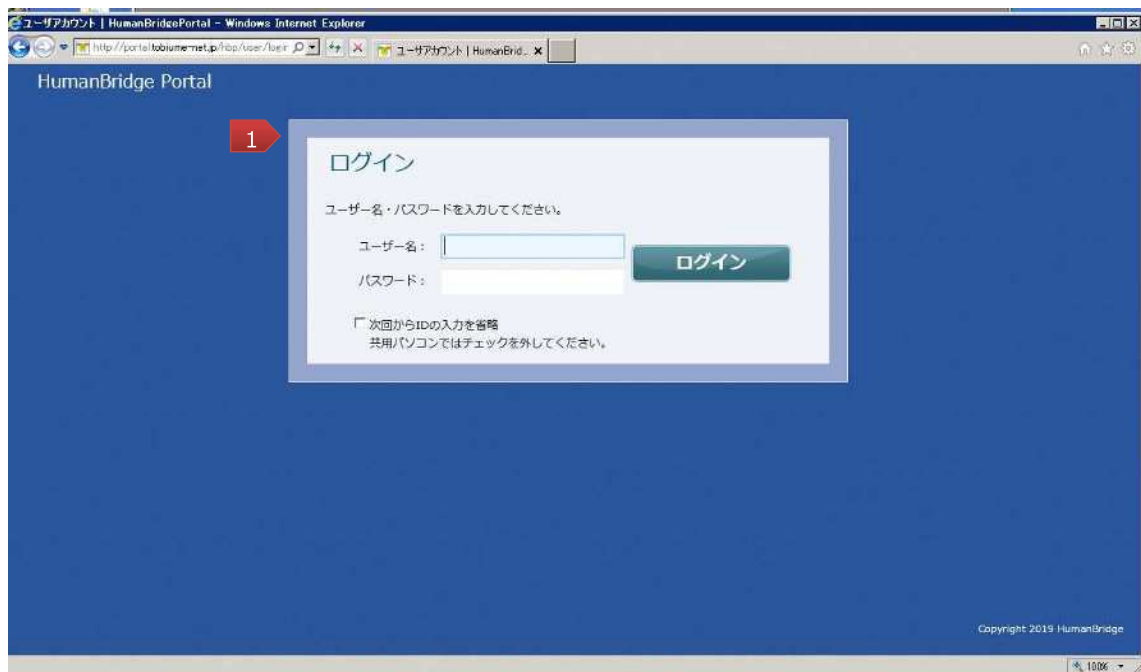 ユーザアカウント | HumanBridgePortal - Windows Internet Explorer
http://portal.tobiume-net.jp/hbp/user/login
ユーザアカウント | HumanBrid...
HumanBridge Portal
1
ログイン
ユーザー名・パスワードを入力してください。
ユーザー名：
ログイン
パスワード：
次回からIDの入力を省略
共用パソコンではチェックを外してください。
Copyright 2019 HumanBridge
100%